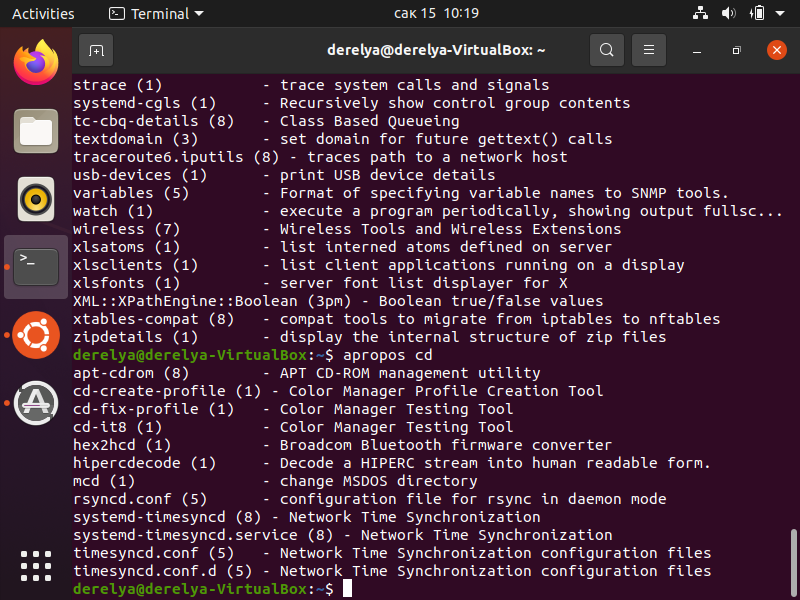 Activities Terminal сак 15 10:19
derelya@derelya-VirtualBox: ~
strace (1) - trace system calls and signals
systemd-cgls (1) - Recursively show control group contents
tc-cbq-details (8) - Class Based Queueing
textdomain (3) - set domain for future gettext() calls
traceroute6.iputils (8) - traces path to a network host
usb-devices (1) - print USB device details
variables (5) - Format of specifying variable names to SNMP tools.
watch (1) - execute a program periodically, showing output fullsc...
wireless (7) - Wireless Tools and Wireless Extensions
xlsatoms (1) - list interned atoms defined on server
xlsclients (1) - list client applications running on a display
xlsfonts (1) - server font list displayer for X
XML::XPathEngine::Boolean (3pm) - Boolean true/false values
xtables-compat (8) - compat tools to migrate from iptables to nftables
zipdetails (1) - display the internal structure of zip files
derelya@derelya-VirtualBox:~$ apropos cd
apt-cdrom (8) - APT CD-ROM management utility
cd-create-profile (1) - Color Manager Profile Creation Tool
cd-fix-profile (1) - Color Manager Testing Tool
cd-it8 (1) - Color Manager Testing Tool
hex2hcd (1) - Broadcom Bluetooth firmware converter
hipercdecode (1) - Decode a HIPERC stream into human readable form.
mcd (1) - change MSDOS directory
rsyncd.conf (5) - configuration file for rsync in daemon mode
systemd-timesyncd (8) - Network Time Synchronization
systemd-timesyncd.service (8) - Network Time Synchronization
timesyncd.conf (5) - Network Time Synchronization configuration files
timesyncd.conf.d (5) - Network Time Synchronization configuration files
derelya@derelya-VirtualBox:~$